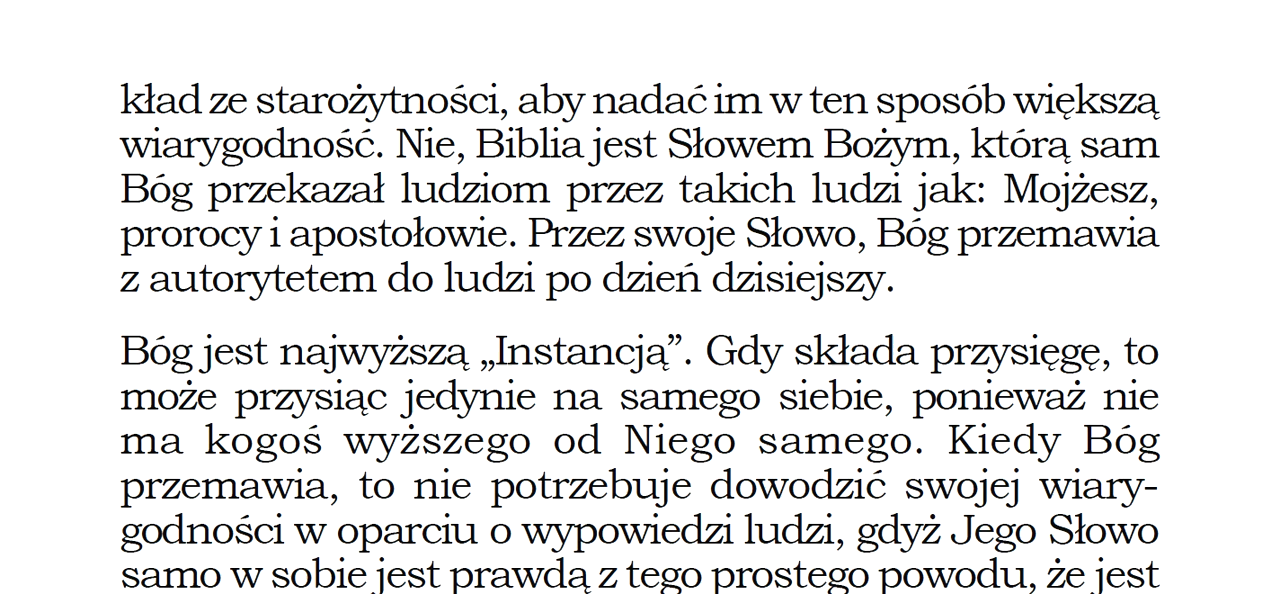 kład ze starożytności, aby nadać im w ten sposób większą
wiarygodność. Nie, Biblia jest Słowem Bożym, którą sam
Bóg przekazał ludziom przez takich ludzi jak: Mojżesz,
prorocy i apostołowie. Przez swoje Słowo, Bóg przemawia
z autorytetem do ludzi po dzień dzisiejszy.
Bóg jest najwyższą „Instancją”. Gdy składa przysięgę, to
może przysiąc jedynie na samego siebie, ponieważ nie
ma kogoś wyższego od Niego samego. Kiedy Bóg
przemawia, to nie potrzebuje dowodzić swojej wiary-
godności w oparciu o wypowiedzi ludzi, gdyż Jego Słowo
samo w sobie jest prawdą z tego prostego powodu, że jest